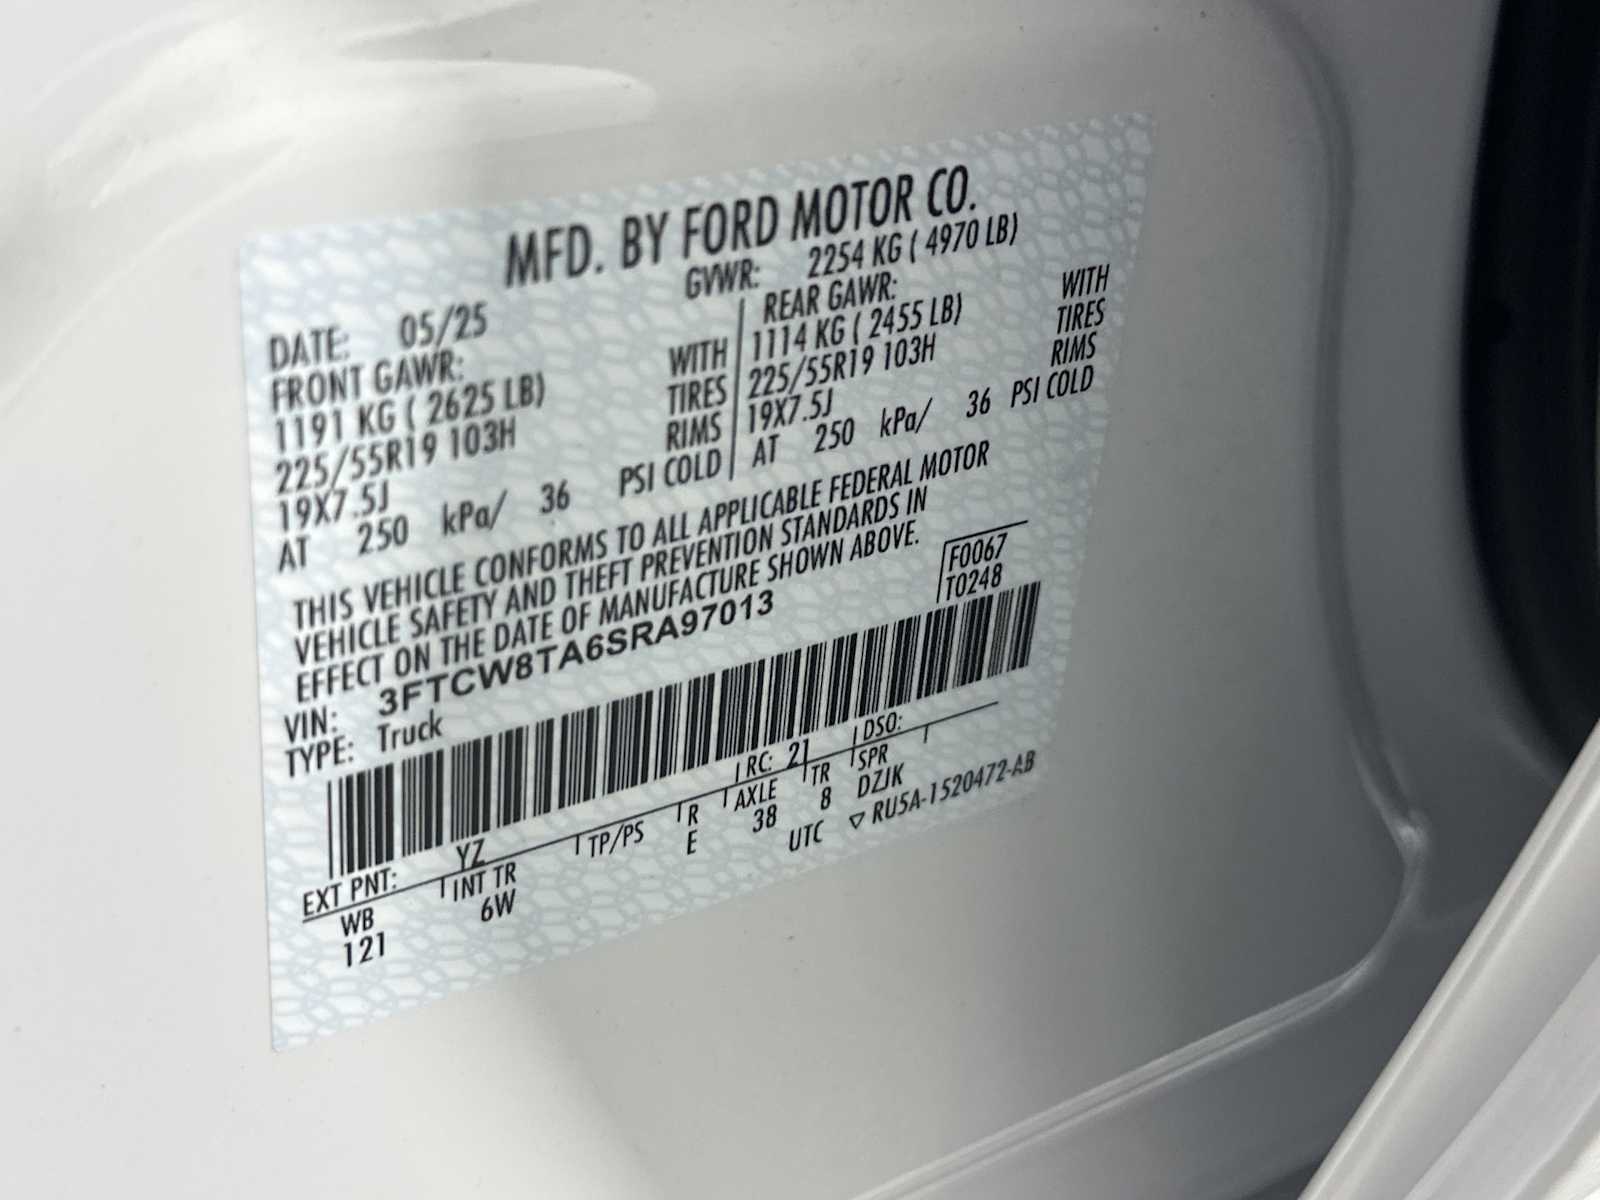 MFD. BY FORD MOTOR CO.
DATE: 05/25 GVWR: 2254 KG ( 4970 LB)
FRONT GAWR: REAR GAWR:
1191 KG ( 2625 LB) WITH 1114 KG ( 2455 LB) WITH
225/55R19 103H TIRES 225/55R19 103H TIRES
19X7.5J RIMS 19X7.5J RIMS
AT 250 kPa/ 36 PSI COLD AT 250 kPa/ 36 PSI COLD
THIS VEHICLE CONFORMS TO ALL APPLICABLE FEDERAL MOTOR
VEHICLE SAFETY AND THEFT PREVENTION STANDARDS IN
EFFECT ON THE DATE OF MANUFACTURE SHOWN ABOVE.
F0067
T0248
VIN: 3FTCW8TA6SRA97013
TYPE: Truck
EXT PNT: YZ RC: 21 DSO:
WB INT TR TP/PS R AXLE TR SPR
121 6W E 38 8 DZJK
UTC ▽ RU5A-1520472-AB